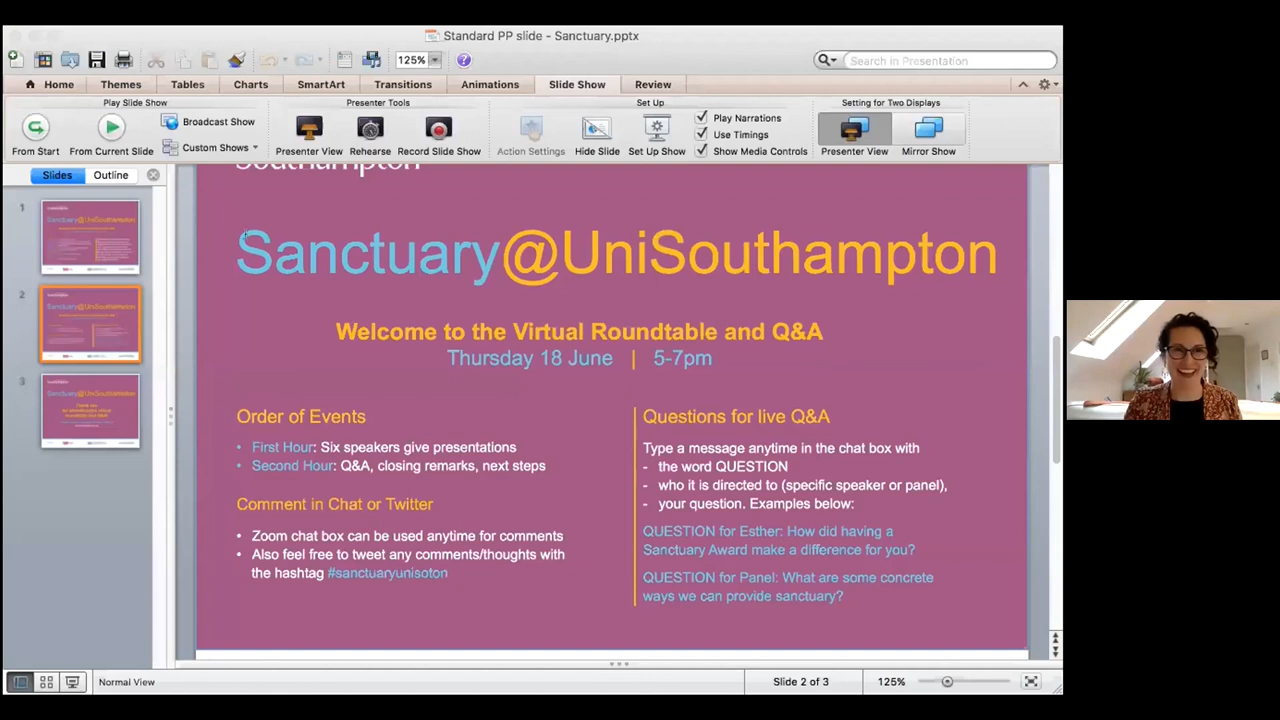 Standard PP slide - Sanctuary.pptx
125%
Search in Presentation
Home Themes Tables Charts SmartArt Transitions Animations Slide Show Review
Play Slide Show Presenter Tools Set Up Setting for Two Displays
From Start From Current Slide Broadcast Show Custom Shows Presenter View Rehearse Record Slide Show Action Settings Hide Slide Set Up Show Play Narrations Use Timings Show Media Controls Presenter View Mirror Show
Slides Outline
Southampton
1
2
3
Sanctuary@UniSouthampton
Welcome to the Virtual Roundtable and Q&A
Thursday 18 June | 5-7pm
Order of Events
• First Hour: Six speakers give presentations
• Second Hour: Q&A, closing remarks, next steps
Comment in Chat or Twitter
• Zoom chat box can be used anytime for comments
• Also feel free to tweet any comments/thoughts with
the hashtag #sanctuaryunisoton
Questions for live Q&A
Type a message anytime in the chat box with
- the word QUESTION
- who it is directed to (specific speaker or panel),
- your question. Examples below:
QUESTION for Esther: How did having a
Sanctuary Award make a difference for you?
QUESTION for Panel: What are some concrete
ways we can provide sanctuary?
Normal View
Slide 2 of 3
125%